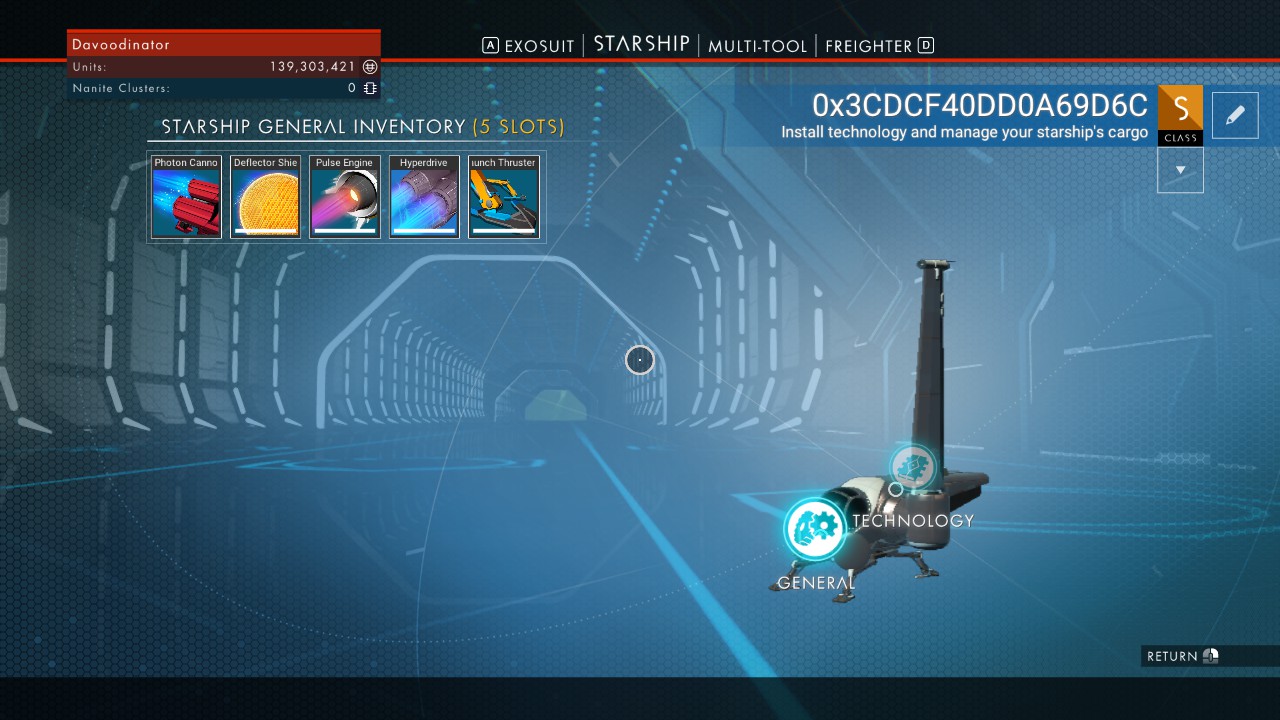 Davoodinator
Units: 139,303,421
Nanite Clusters: 0
A EXOSUIT STARSHIP MULTI-TOOL FREIGHTER D
0x3CDCF40DD0A69D6C
Install technology and manage your starship's cargo
S
CLASS
STARSHIP GENERAL INVENTORY (5 SLOTS)
Photon Canno Deflector Shie Pulse Engine Hyperdrive unch Thruster
TECHNOLOGY
GENERAL
RETURN